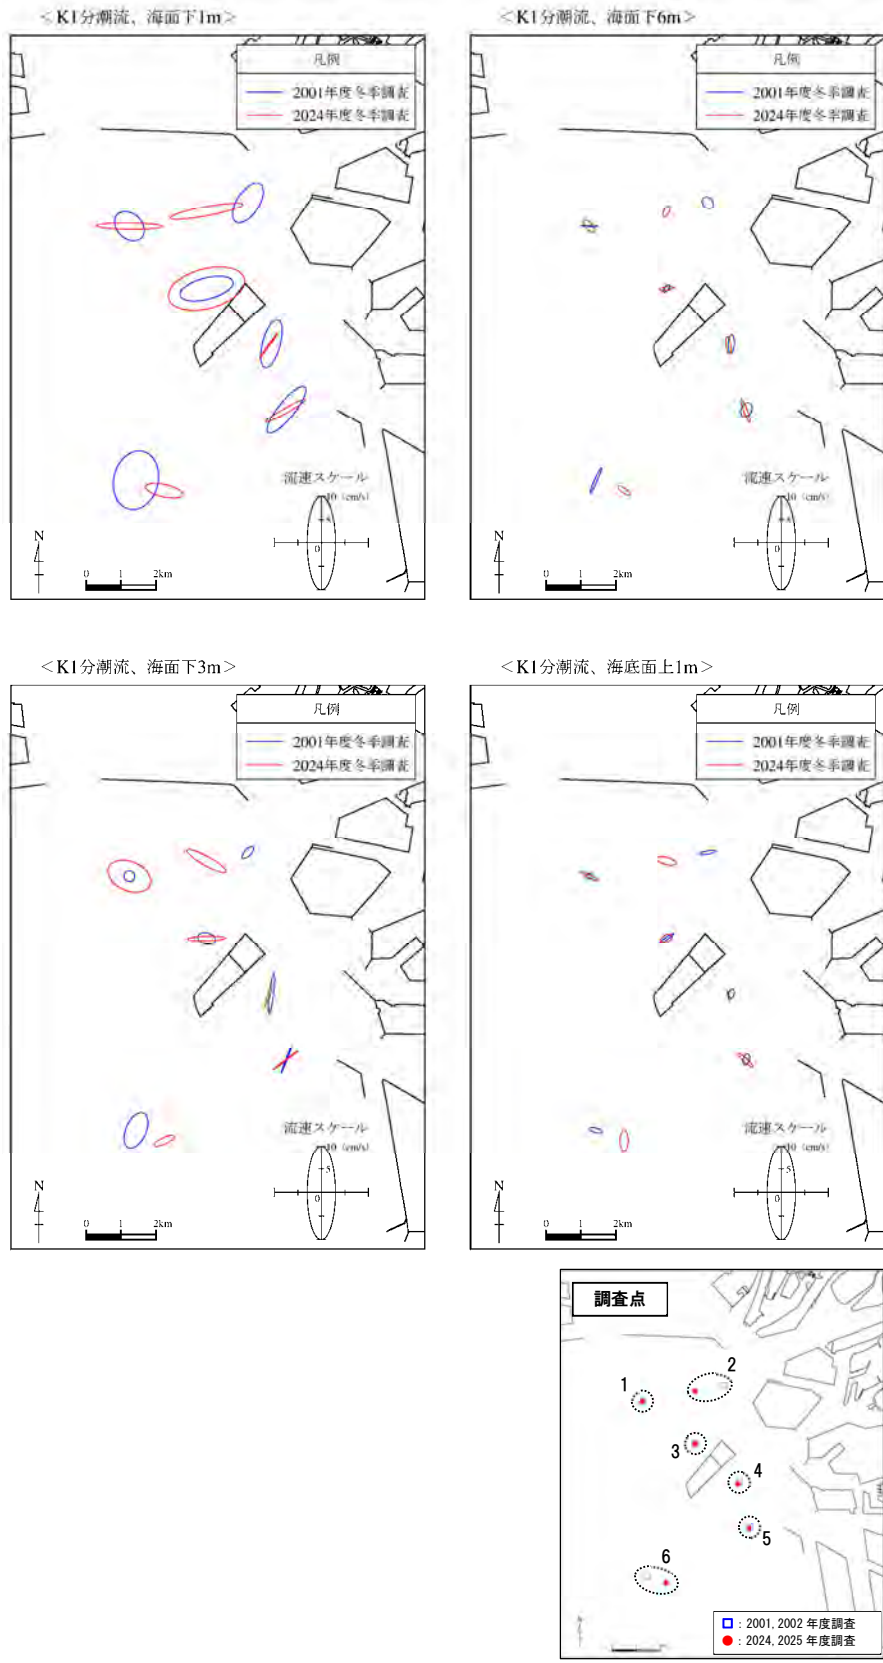 ＜K1分潮流、海面下1m＞
凡例
2001年度冬季調査
2024年度冬季調査
流速スケール
10 (cm/s)
5
0
N
0 1 2km
＜K1分潮流、海面下6m＞
凡例
2001年度冬季調査
2024年度冬季調査
流速スケール
10 (cm/s)
5
0
N
0 1 2km
＜K1分潮流、海面下3m＞
凡例
2001年度冬季調査
2024年度冬季調査
流速スケール
10 (cm/s)
5
0
N
0 1 2km
＜K1分潮流、海底面上1m＞
凡例
2001年度冬季調査
2024年度冬季調査
流速スケール
10 (cm/s)
5
0
N
0 1 2km
調査点
1
2
3
4
5
6
：2001, 2002 年度調査
：2024, 2025 年度調査